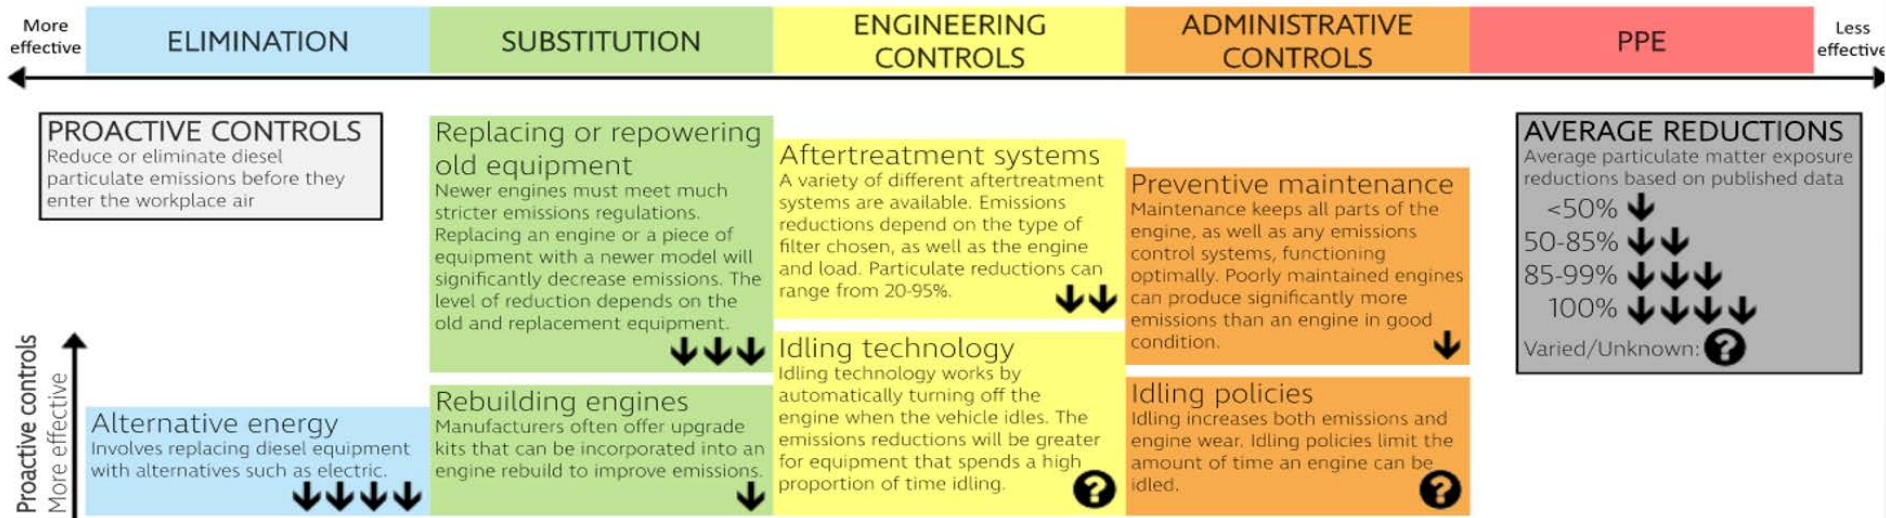 More
effective
ELIMINATION
SUBSTITUTION
ENGINEERING
CONTROLS
ADMINISTRATIVE
CONTROLS
PPE
Less
effective
PROACTIVE CONTROLS
Reduce or eliminate diesel
particulate emissions before they
enter the workplace air
Proactive controls
More effective
Alternative energy
Involves replacing diesel equipment
with alternatives such as electric.
Replacing or repowering
old equipment
Newer engines must meet much
stricter emissions regulations.
Replacing an engine or a piece of
equipment with a newer model will
significantly decrease emissions. The
level of reduction depends on the
old and replacement equipment.
Rebuilding engines
Manufacturers often offer upgrade
kits that can be incorporated into an
engine rebuild to improve emissions.
Aftertreatment systems
A variety of different aftertreatment
systems are available. Emissions
reductions depend on the type of
filter chosen, as well as the engine
and load. Particulate reductions can
range from 20-95%.
Idling technology
Idling technology works by
automatically turning off the
engine when the vehicle idles. The
emissions reductions will be greater
for equipment that spends a high
proportion of time idling.
?
Preventive maintenance
Maintenance keeps all parts of the
engine, as well as any emissions
control systems, functioning
optimally. Poorly maintained engines
can produce significantly more
emissions than an engine in good
condition.
Idling policies
Idling increases both emissions and
engine wear. Idling policies limit the
amount of time an engine can be
idled.
?
AVERAGE REDUCTIONS
Average particulate matter exposure
reductions based on published data
<50%
50-85%
85-99%
100%
Varied/Unknown: ?